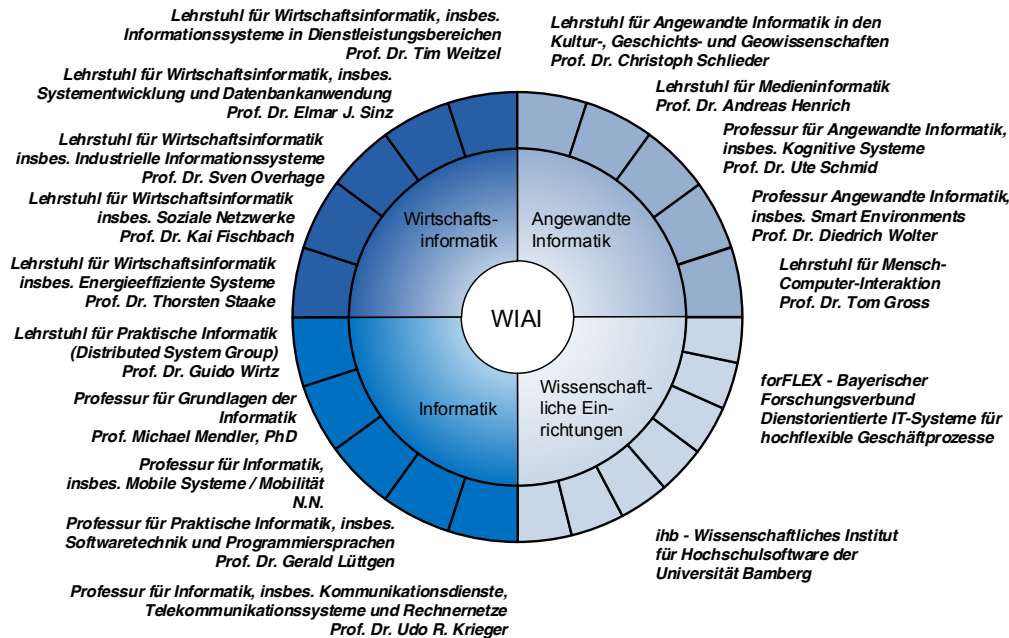 Lehrstuhl für Wirtschaftsinformatik, insbes.
Informationssysteme in Dienstleistungsbereichen
Prof. Dr. Tim Weitzel
Lehrstuhl für Wirtschaftsinformatik, insbes.
Systementwicklung und Datenbankanwendung
Prof. Dr. Elmar J. Sinz
Lehrstuhl für Wirtschaftsinformatik
insbes. Industrielle Informationssysteme
Prof. Dr. Sven Overhage
Lehrstuhl für Wirtschaftsinformatik
insbes. Soziale Netzwerke
Prof. Dr. Kai Fischbach
Lehrstuhl für Wirtschaftsinformatik
insbes. Energieeffiziente Systeme
Prof. Dr. Thorsten Staake
Lehrstuhl für Praktische Informatik
(Distributed System Group)
Prof. Dr. Guido Wirtz
Professur für Grundlagen der
Informatik
Prof. Michael Mendler, PhD
Professur für Informatik,
insbes. Mobile Systeme / Mobilität
N.N.
Professur für Praktische Informatik, insbes.
Softwaretechnik und Programmiersprachen
Prof. Dr. Gerald Lüttgen
Professur für Informatik, insbes. Kommunikationsdienste,
Telekommunikationssysteme und Rechnernetze
Prof. Dr. Udo R. Krieger
Wirtschafts-
informatik
Angewandte
Informatik
WIAI
Informatik
Wissenschaft-
liche Ein-
richtungen
Lehrstuhl für Angewandte Informatik in den
Kultur-, Geschichts- und Geowissenschaften
Prof. Dr. Christoph Schlieder
Lehrstuhl für Medieninformatik
Prof. Dr. Andreas Henrich
Professur für Angewandte Informatik,
insbes. Kognitive Systeme
Prof. Dr. Ute Schmid
Professur Angewandte Informatik,
insbes. Smart Environments
Prof. Dr. Diedrich Wolter
Lehrstuhl für Mensch-
Computer-Interaktion
Prof. Dr. Tom Gross
forFLEX - Bayerischer
Forschungsverbund
Dienstorientierte IT-Systeme für
hochflexible Geschäftprozesse
ihb - Wissenschaftliches Institut
für Hochschulsoftware der
Universität Bamberg